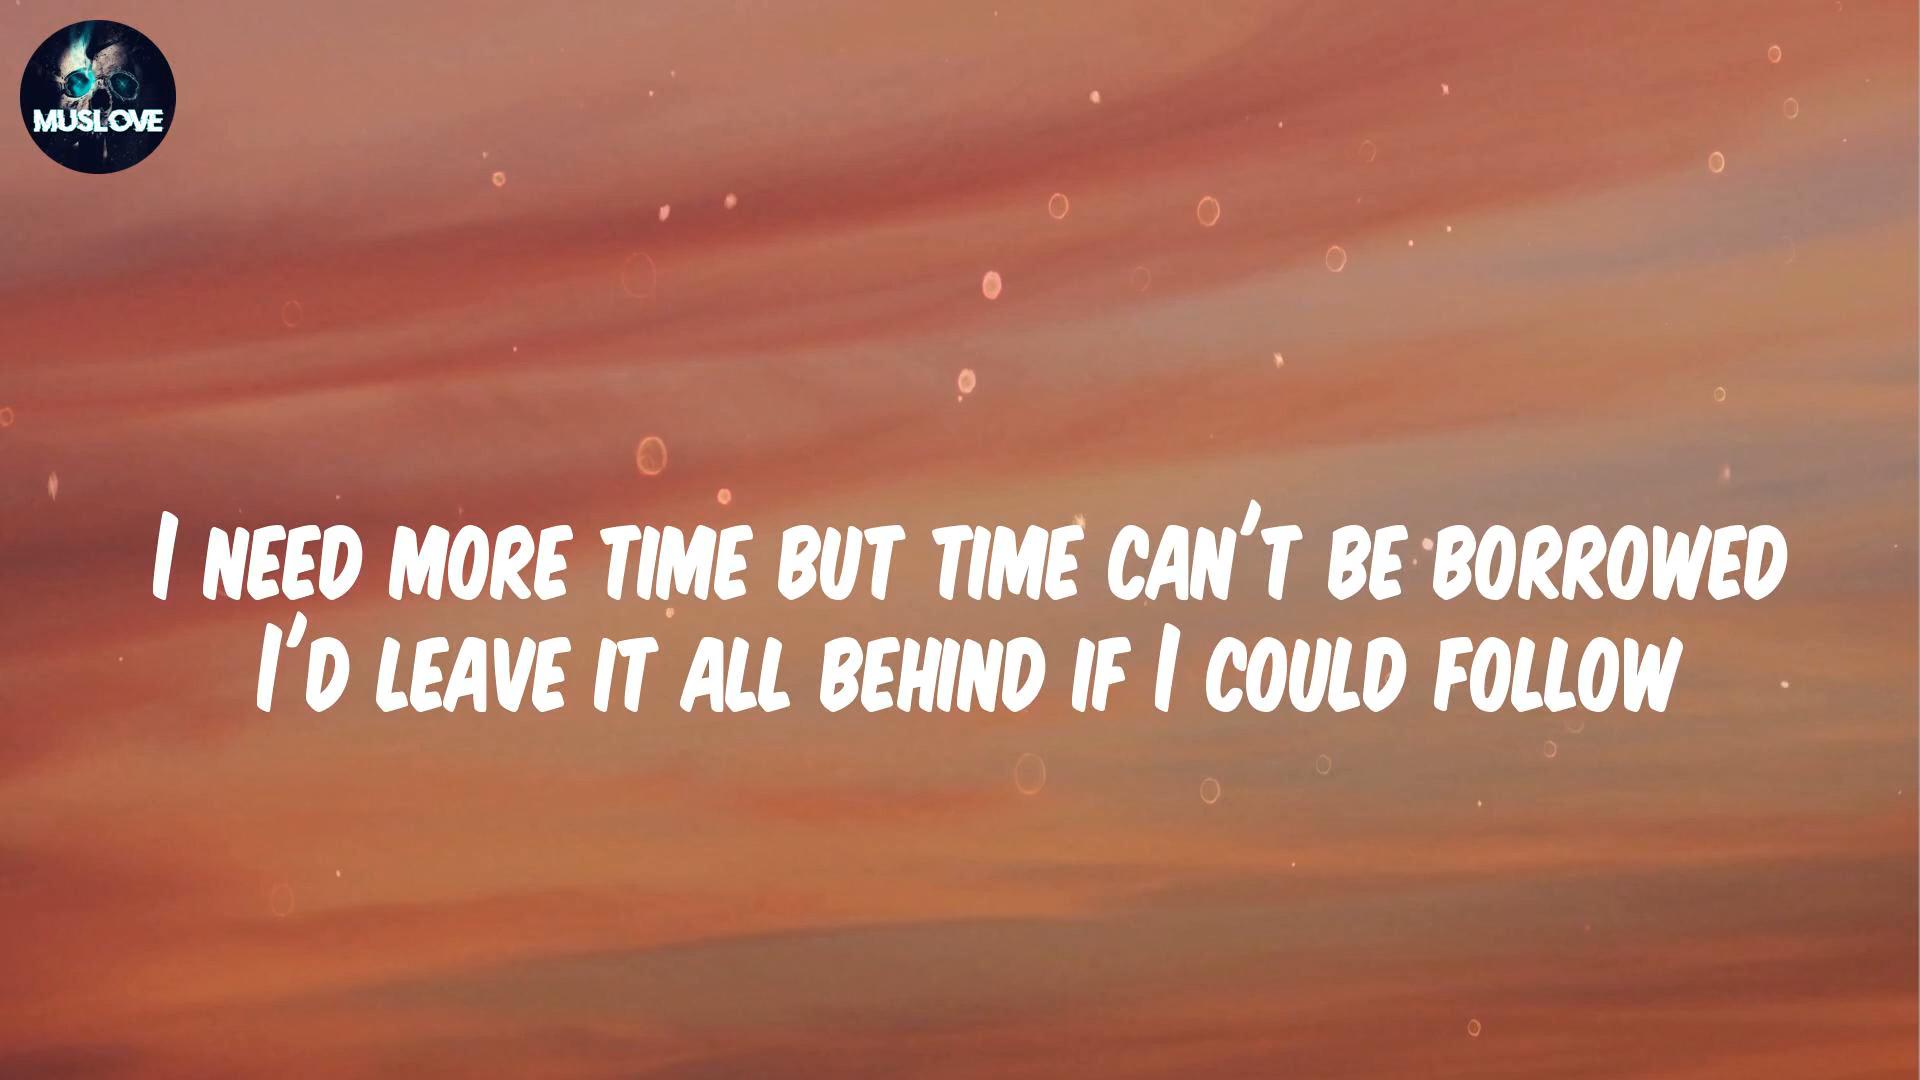 MUSLOVE
I NEED MORE TIME BUT TIME CAN'T BE BORROWED
I'D LEAVE IT ALL BEHIND IF I COULD FOLLOW